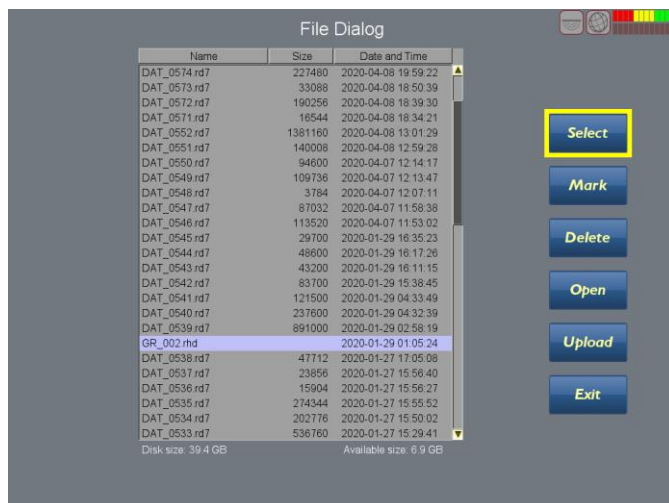 File Dialog
Name Size Date and Time
DAT_0574.rd7 227480 2020-04-08 19:59:22
DAT_0573.rd7 33088 2020-04-08 18:50:39
DAT_0572.rd7 190256 2020-04-08 18:39:30
DAT_0571.rd7 16544 2020-04-08 18:34:21
DAT_0552.rd7 1381160 2020-04-08 13:01:29
DAT_0551.rd7 140008 2020-04-08 12:59:28
DAT_0550.rd7 94600 2020-04-07 12:14:17
DAT_0549.rd7 109736 2020-04-07 12:13:47
DAT_0548.rd7 3784 2020-04-07 12:07:11
DAT_0547.rd7 87032 2020-04-07 11:58:38
DAT_0546.rd7 113520 2020-04-07 11:53:02
DAT_0545.rd7 29700 2020-01-29 16:35:23
DAT_0544.rd7 48600 2020-01-29 16:17:26
DAT_0543.rd7 43200 2020-01-29 16:11:15
DAT_0542.rd7 83700 2020-01-29 15:38:45
DAT_0541.rd7 121500 2020-01-29 04:33:49
DAT_0540.rd7 237600 2020-01-29 04:32:39
DAT_0539.rd7 891000 2020-01-29 02:58:19
GR_002.rhd 2020-01-29 01:05:24
DAT_0538.rd7 47712 2020-01-27 17:05:08
DAT_0537.rd7 23856 2020-01-27 15:56:40
DAT_0536.rd7 15904 2020-01-27 15:56:27
DAT_0535.rd7 274344 2020-01-27 15:55:52
DAT_0534.rd7 202776 2020-01-27 15:50:02
DAT_0533.rd7 536760 2020-01-27 15:29:41
Disk size: 39.4 GB Available size: 6.9 GB
Select
Mark
Delete
Open
Upload
Exit